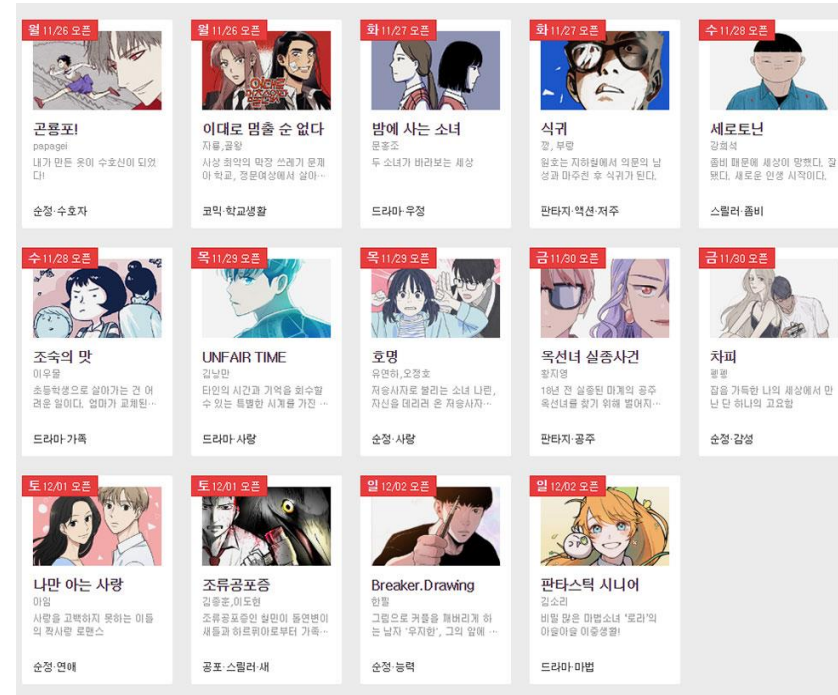 월 11/26 오픈
곤룡포!
papagei
내가 만든 옷이 수호신이 되었
다!
순정·수호자
월 11/26 오픈
이대로 멈출 순 없다
자룡,골왕
사상 최악의 막장 쓰레기 문제
아 학교, 정문여상에서 살아…
코믹·학교생활
화 11/27 오픈
밤에 사는 소녀
문홍조
두 소녀가 바라보는 세상
드라마·우정
화 11/27 오픈
식귀
깡, 부랑
원호는 지하철에서 의문의 남
성과 마주친 후 식귀가 된다.
판타지·액션·저주
수 11/28 오픈
세로토닌
강희석
좀비 때문에 세상이 망했다. 잘
됐다. 새로운 인생 시작이다.
스릴러·좀비
수 11/28 오픈
조숙의 맛
이우물
초등학생으로 살아가는 건 어
려운 일이다. 엄마가 교체된…
드라마·가족
목 11/29 오픈
UNFAIR TIME
김낭만
타인의 시간과 기억을 회수할
수 있는 특별한 시계를 가진 …
드라마·사랑
목 11/29 오픈
호명
유연하,오정호
저승사자로 불리는 소녀 나린,
자신을 데리러 온 저승사자…
순정·사랑
금 11/30 오픈
옥선녀 실종사건
황지영
18년 전 실종된 마계의 공주
옥선녀를 찾기 위해 벌어지…
판타지·공주
금 11/30 오픈
차피
잡음 가득한 나의 세상에서 만
난 단 하나의 고요함
순정·감성
토 12/01 오픈
나만 아는 사랑
아임
사랑을 고백하지 못하는 이들
의 짝사랑 로맨스
순정·연애
토 12/01 오픈
조류공포증
김종훈,이도현
조류공포증인 철민이 돌연변이
새들과 하르퓌아로부터 가족…
공포·스릴러·새
일 12/02 오픈
Breaker.Drawing
한필
그림으로 커플을 깨버리게 하
는 남자 '우지한', 그의 앞에 …
순정·능력
일 12/02 오픈
판타스틱 시니어
김소리
비밀 많은 마법소녀 '로라'의
아슬아슬 이중생활!
드라마·마법